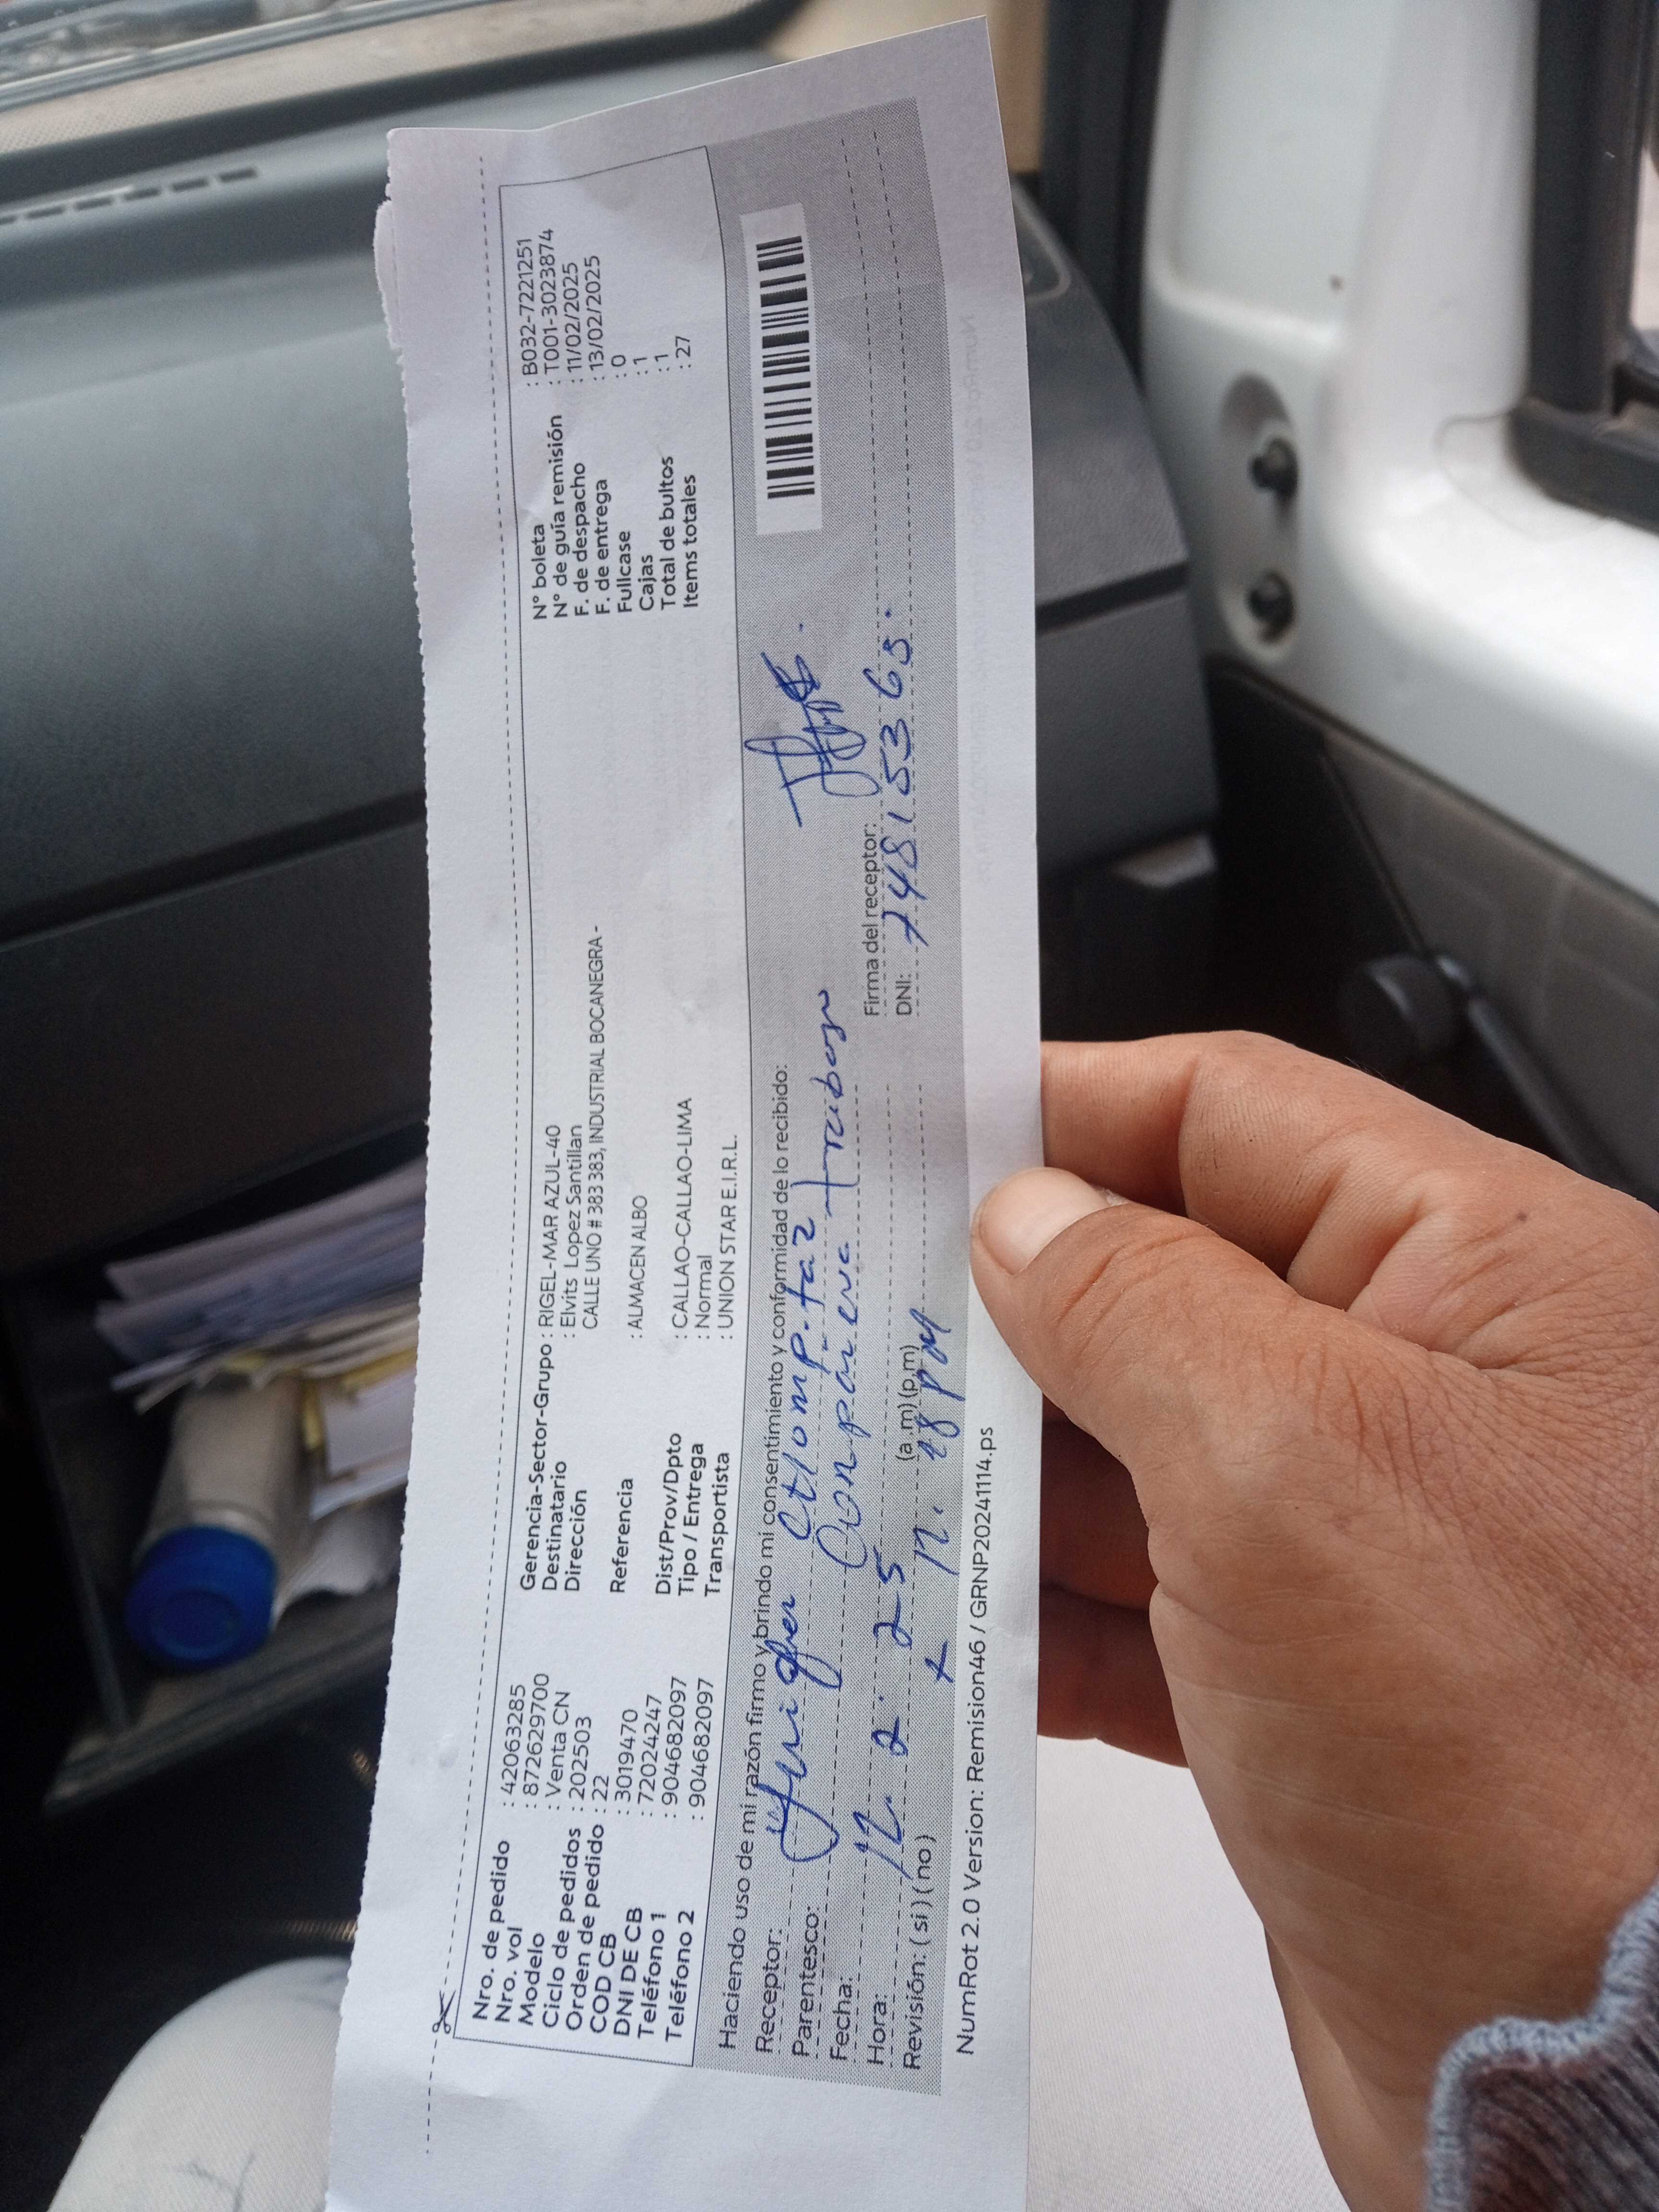 Nro. de pedido : 42063285
Nro. vol : 872629700
Modelo : Venta CN
Ciclo de pedidos : 202503
Orden de pedido : 22
COD CB : 3019470
DNI DE CB : 72024247
Teléfono 1 : 904682097
Teléfono 2 : 904682097
Gerencia-Sector-Grupo : RIGEL-MAR AZUL-40
Destinatario : Elvits Lopez Santillan
Dirección CALLE UNO # 383 383, INDUSTRIAL BOCANEGRA -
Referencia : ALMACEN ALBO
Dist/Prov/Dpto : CALLAO-CALLAO-LIMA
Tipo / Entrega : Normal
Transportista : UNION STAR E.I.R.L.
N° boleta : B032-7221251
N° de guía remisión : T001-3023874
F. de despacho : 11/02/2025
F. de entrega : 13/02/2025
Fullcase : 0
Cajas : 1
Total de bultos : 1
Items totales : 27
Haciendo uso de mi razón firmo y brindo mi consentimiento y conformidad de lo recibido:
Receptor:
Parentesco: trabajo
Fecha: 12. 2. 25
Hora: 12. 18 PM (a.m) (p.m)
Revisión: ( si ) ( no )
Firma del receptor:
DNI: 74815363.
NumRot 2.0 Version: Remision46 / GRNP20241114.ps